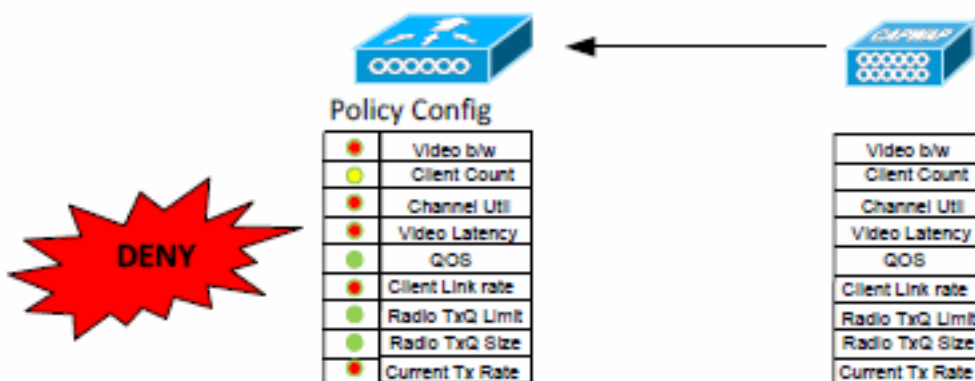 CAPWAP
Policy Config
Video b/w
Client Count
Channel Util
Video Latency
QOS
Client Link rate
Radio TxQ Limit
Radio TxQ Size
Current Tx Rate
DENY
Video b/w
Client Count
Channel Util
Video Latency
QOS
Client Link rate
Radio TxQ Limit
Radio TxQ Size
Current Tx Rate